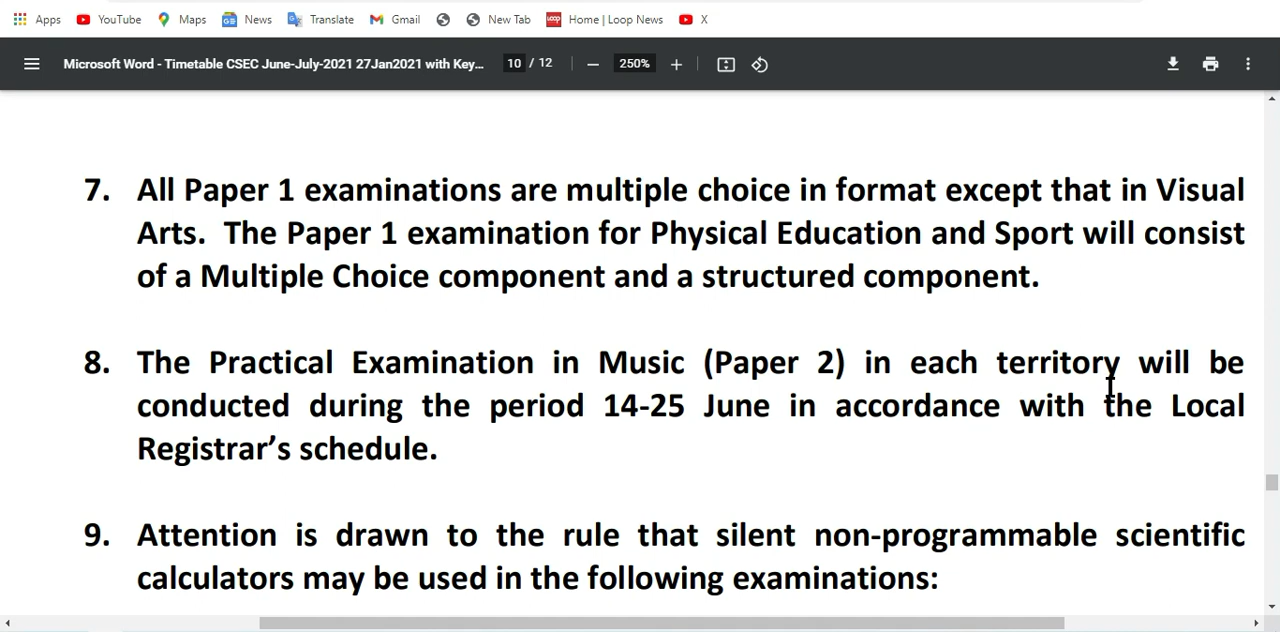 Apps YouTube Maps News Translate Gmail New Tab Home | Loop News X
Microsoft Word - Timetable CSEC June-July-2021 27Jan2021 with Key... 10 / 12 — 250% +
7. All Paper 1 examinations are multiple choice in format except that in Visual
Arts. The Paper 1 examination for Physical Education and Sport will consist
of a Multiple Choice component and a structured component.
8. The Practical Examination in Music (Paper 2) in each territory will be
conducted during the period 14-25 June in accordance with the Local
Registrar’s schedule.
9. Attention is drawn to the rule that silent non-programmable scientific
calculators may be used in the following examinations: